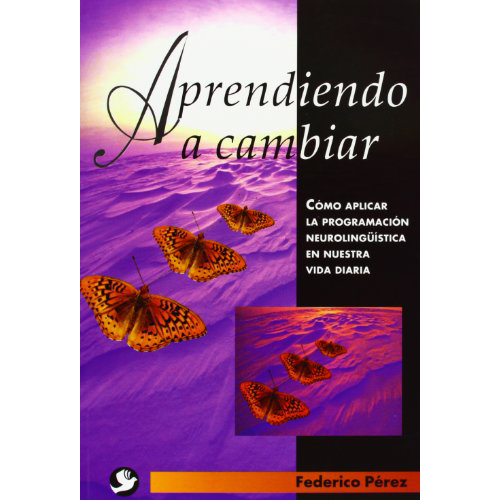 Aprendiendo
a cambiar
CÓMO APLICAR
LA PROGRAMACIÓN
NEUROLINGÜÍSTICA
EN NUESTRA
VIDA DIARIA
Federico Pérez